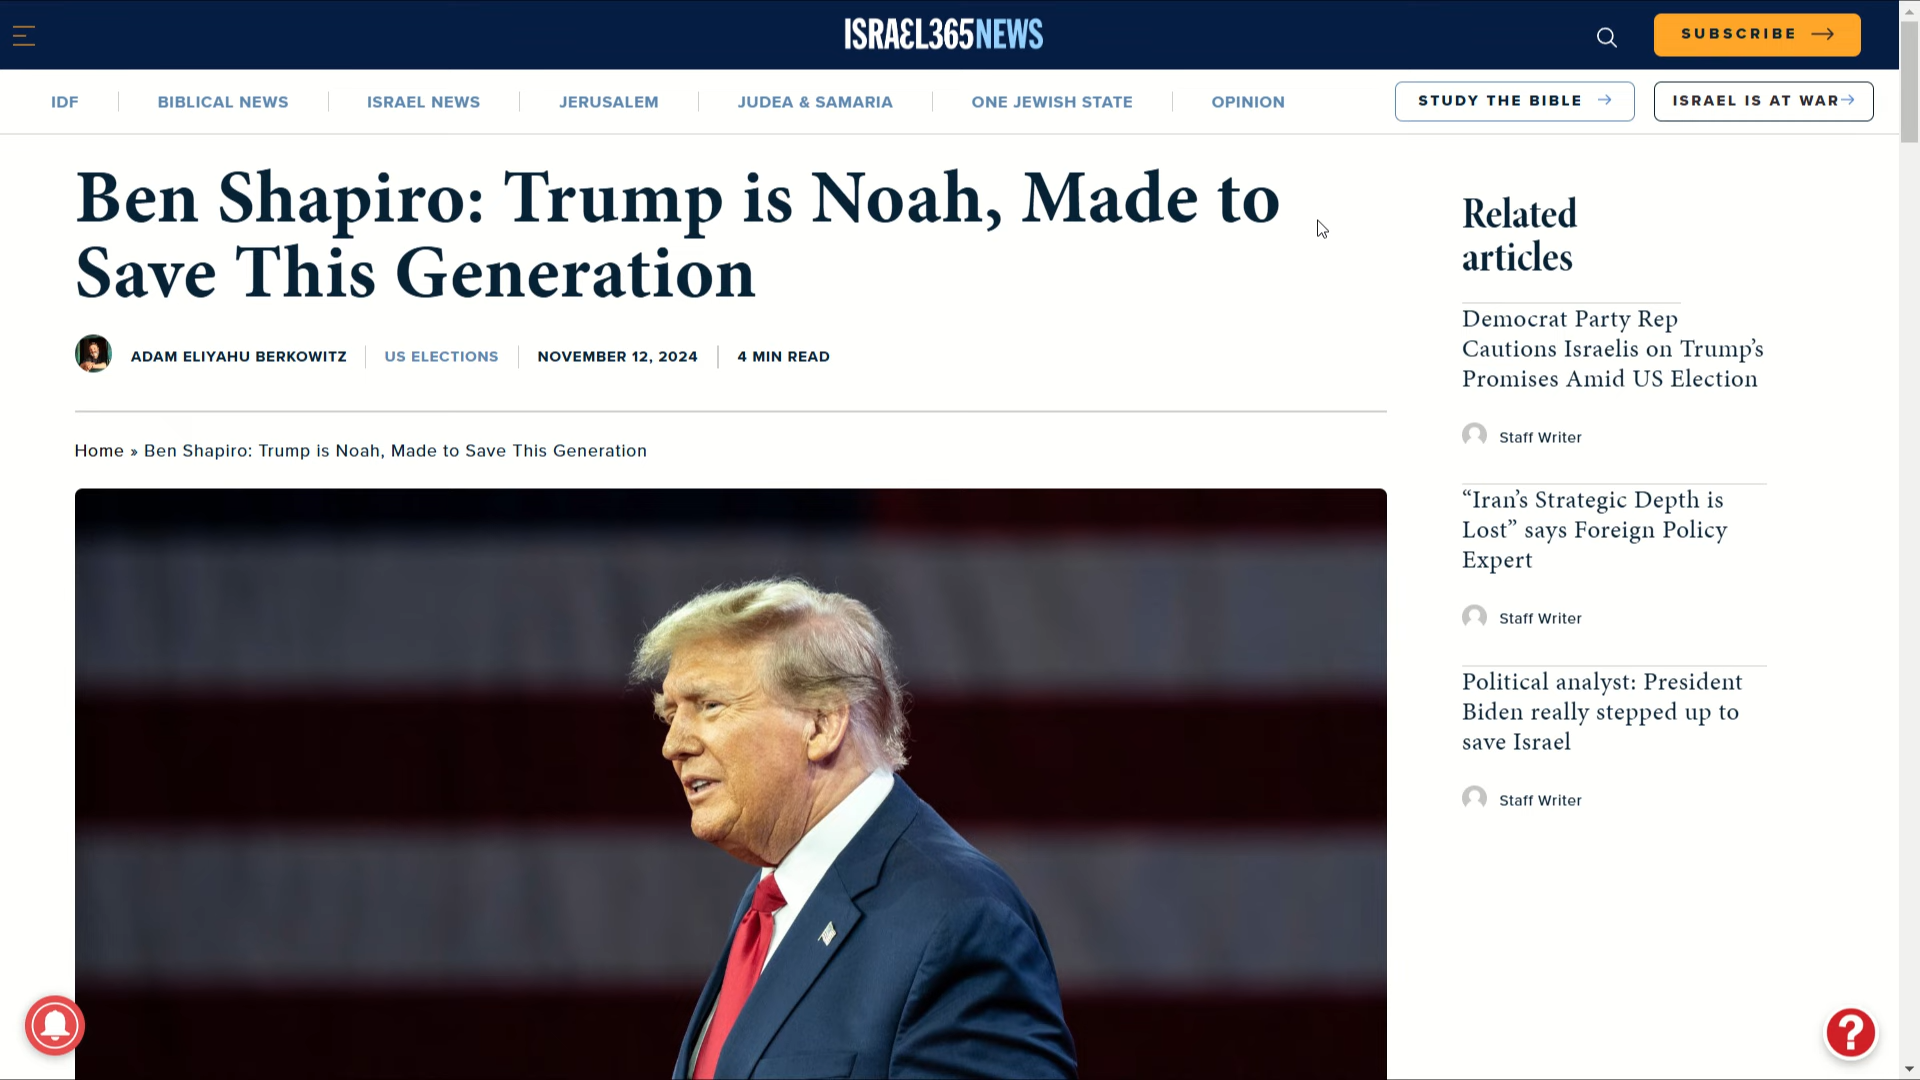 ISRAEL365NEWS
SUBSCRIBE
IDF
BIBLICAL NEWS
ISRAEL NEWS
JERUSALEM
JUDEA & SAMARIA
ONE JEWISH STATE
OPINION
STUDY THE BIBLE
ISRAEL IS AT WAR
Ben Shapiro: Trump is Noah, Made to
Save This Generation
ADAM ELIYAHU BERKOWITZ
US ELECTIONS
NOVEMBER 12, 2024
4 MIN READ
Home » Ben Shapiro: Trump is Noah, Made to Save This Generation
Related
articles
Democrat Party Rep
Cautions Israelis on Trump’s
Promises Amid US Election
Staff Writer
“Iran’s Strategic Depth is
Lost” says Foreign Policy
Expert
Staff Writer
Political analyst: President
Biden really stepped up to
save Israel
Staff Writer
?